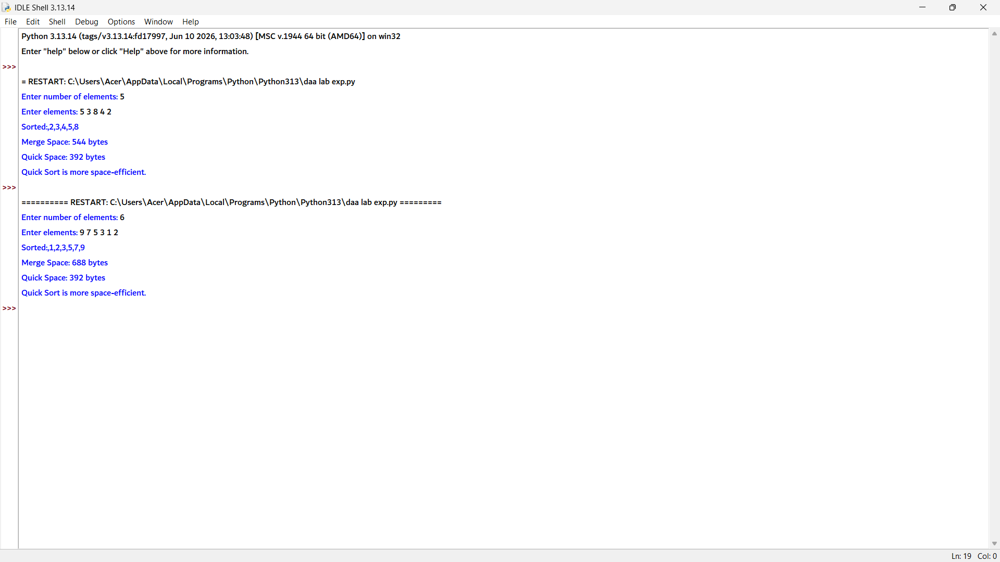 IDLE Shell 3.13.14
File Edit Shell Debug Options Window Help
Python 3.13.14 (tags/v3.13.14:fd17997, Jun 10 2026, 13:03:48) [MSC v.1944 64 bit (AMD64)] on win32
Enter "help" below or click "Help" above for more information.
>>>
= RESTART: C:\Users\Acer\AppData\Local\Programs\Python\Python313\daa lab exp.py
Enter number of elements: 5
Enter elements: 5 3 8 4 2
Sorted:,2,3,4,5,8
Merge Space: 544 bytes
Quick Space: 392 bytes
Quick Sort is more space-efficient.
>>>
========== RESTART: C:\Users\Acer\AppData\Local\Programs\Python\Python313\daa lab exp.py =========
Enter number of elements: 6
Enter elements: 9 7 5 3 1 2
Sorted:,1,2,3,5,7,9
Merge Space: 688 bytes
Quick Space: 392 bytes
Quick Sort is more space-efficient.
>>>
Ln: 19 Col: 0